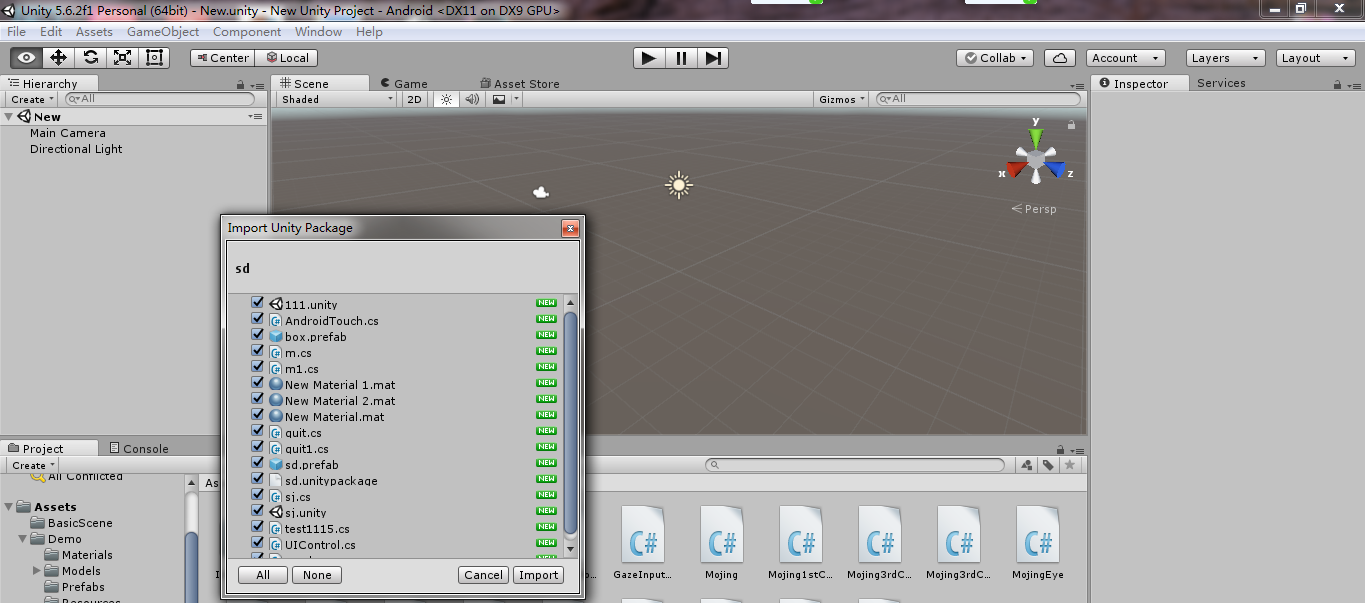 Unity 5.6.2f1 Personal (64bit) - New.unity - New Unity Project - Android <DX11 on DX9 GPU>
File Edit Assets GameObject Component Window Help
Center Local Collab Account Layers Layout
Hierarchy Scene Game Asset Store Inspector Services
Create All Shaded 2D Gizmos All
New
Main Camera
Directional Light
y
x z
Persp
Import Unity Package
sd
111.unity NEW
AndroidTouch.cs NEW
box.prefab NEW
m.cs NEW
m1.cs NEW
New Material 1.mat NEW
New Material 2.mat NEW
New Material.mat NEW
quit.cs NEW
quit1.cs NEW
sd.prefab NEW
sd.unitypackage NEW
sj.cs NEW
sj.unity NEW
test1115.cs NEW
UIControl.cs NEW
All None Cancel Import
Project Console
Create
All Conflicted
Assets
BasicScene
Demo
Materials
Models
Prefabs
Resources
C# C# C# C# C# C#
GazeInput... Mojing Mojing1stC... Mojing3rdC... Mojing3rdC... MojingEye